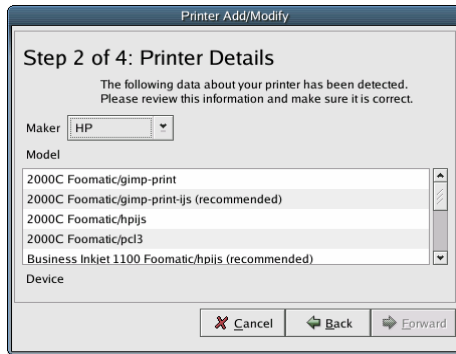 Printer Add/Modify
Step 2 of 4: Printer Details
The following data about your printer has been detected.
Please review this information and make sure it is correct.
Maker HP
Model
2000C Foomatic/gimp-print
2000C Foomatic/gimp-print-ijs (recommended)
2000C Foomatic/hpijs
2000C Foomatic/pcl3
Business Inkjet 1100 Foomatic/hpijs (recommended)
Device
Cancel Back Forward